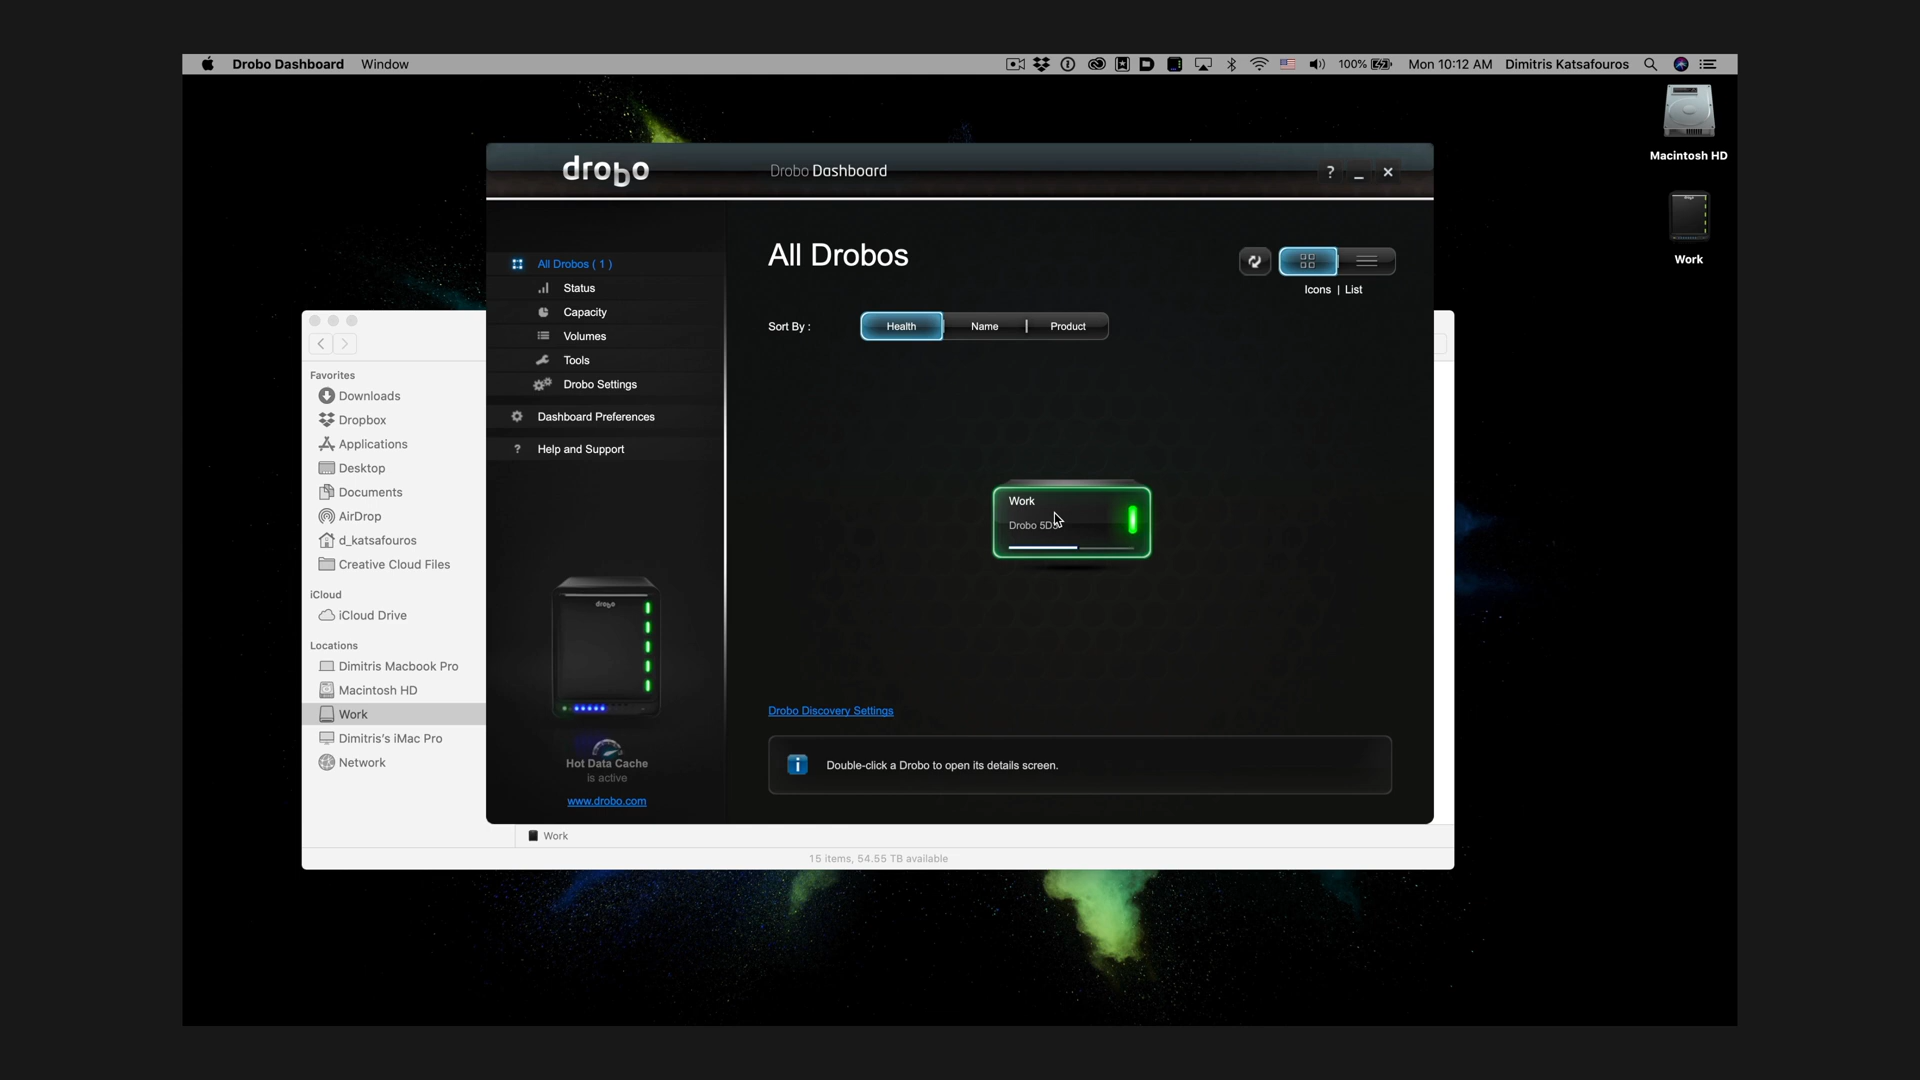 Drobo Dashboard Window
100% Mon 10:12 AM Dimitris Katsafouros
Macintosh HD
Work
drobo
Drobo Dashboard
? _ ×
All Drobos ( 1 )
Status
Capacity
Volumes
Tools
Drobo Settings
Dashboard Preferences
? Help and Support
drobo
Hot Data Cache
is active
www.drobo.com
All Drobos
Icons | List
Sort By :
Health | Name | Product
Work
Drobo
Drobo Discovery Settings
i Double-click a Drobo to open its details screen.
Favorites
Downloads
Dropbox
Applications
Desktop
Documents
AirDrop
d_katsafouros
Creative Cloud Files
iCloud
iCloud Drive
Locations
Dimitris Macbook Pro
Macintosh HD
Work
Dimitris's iMac Pro
Network
Work
15 items, 54.55 TB available